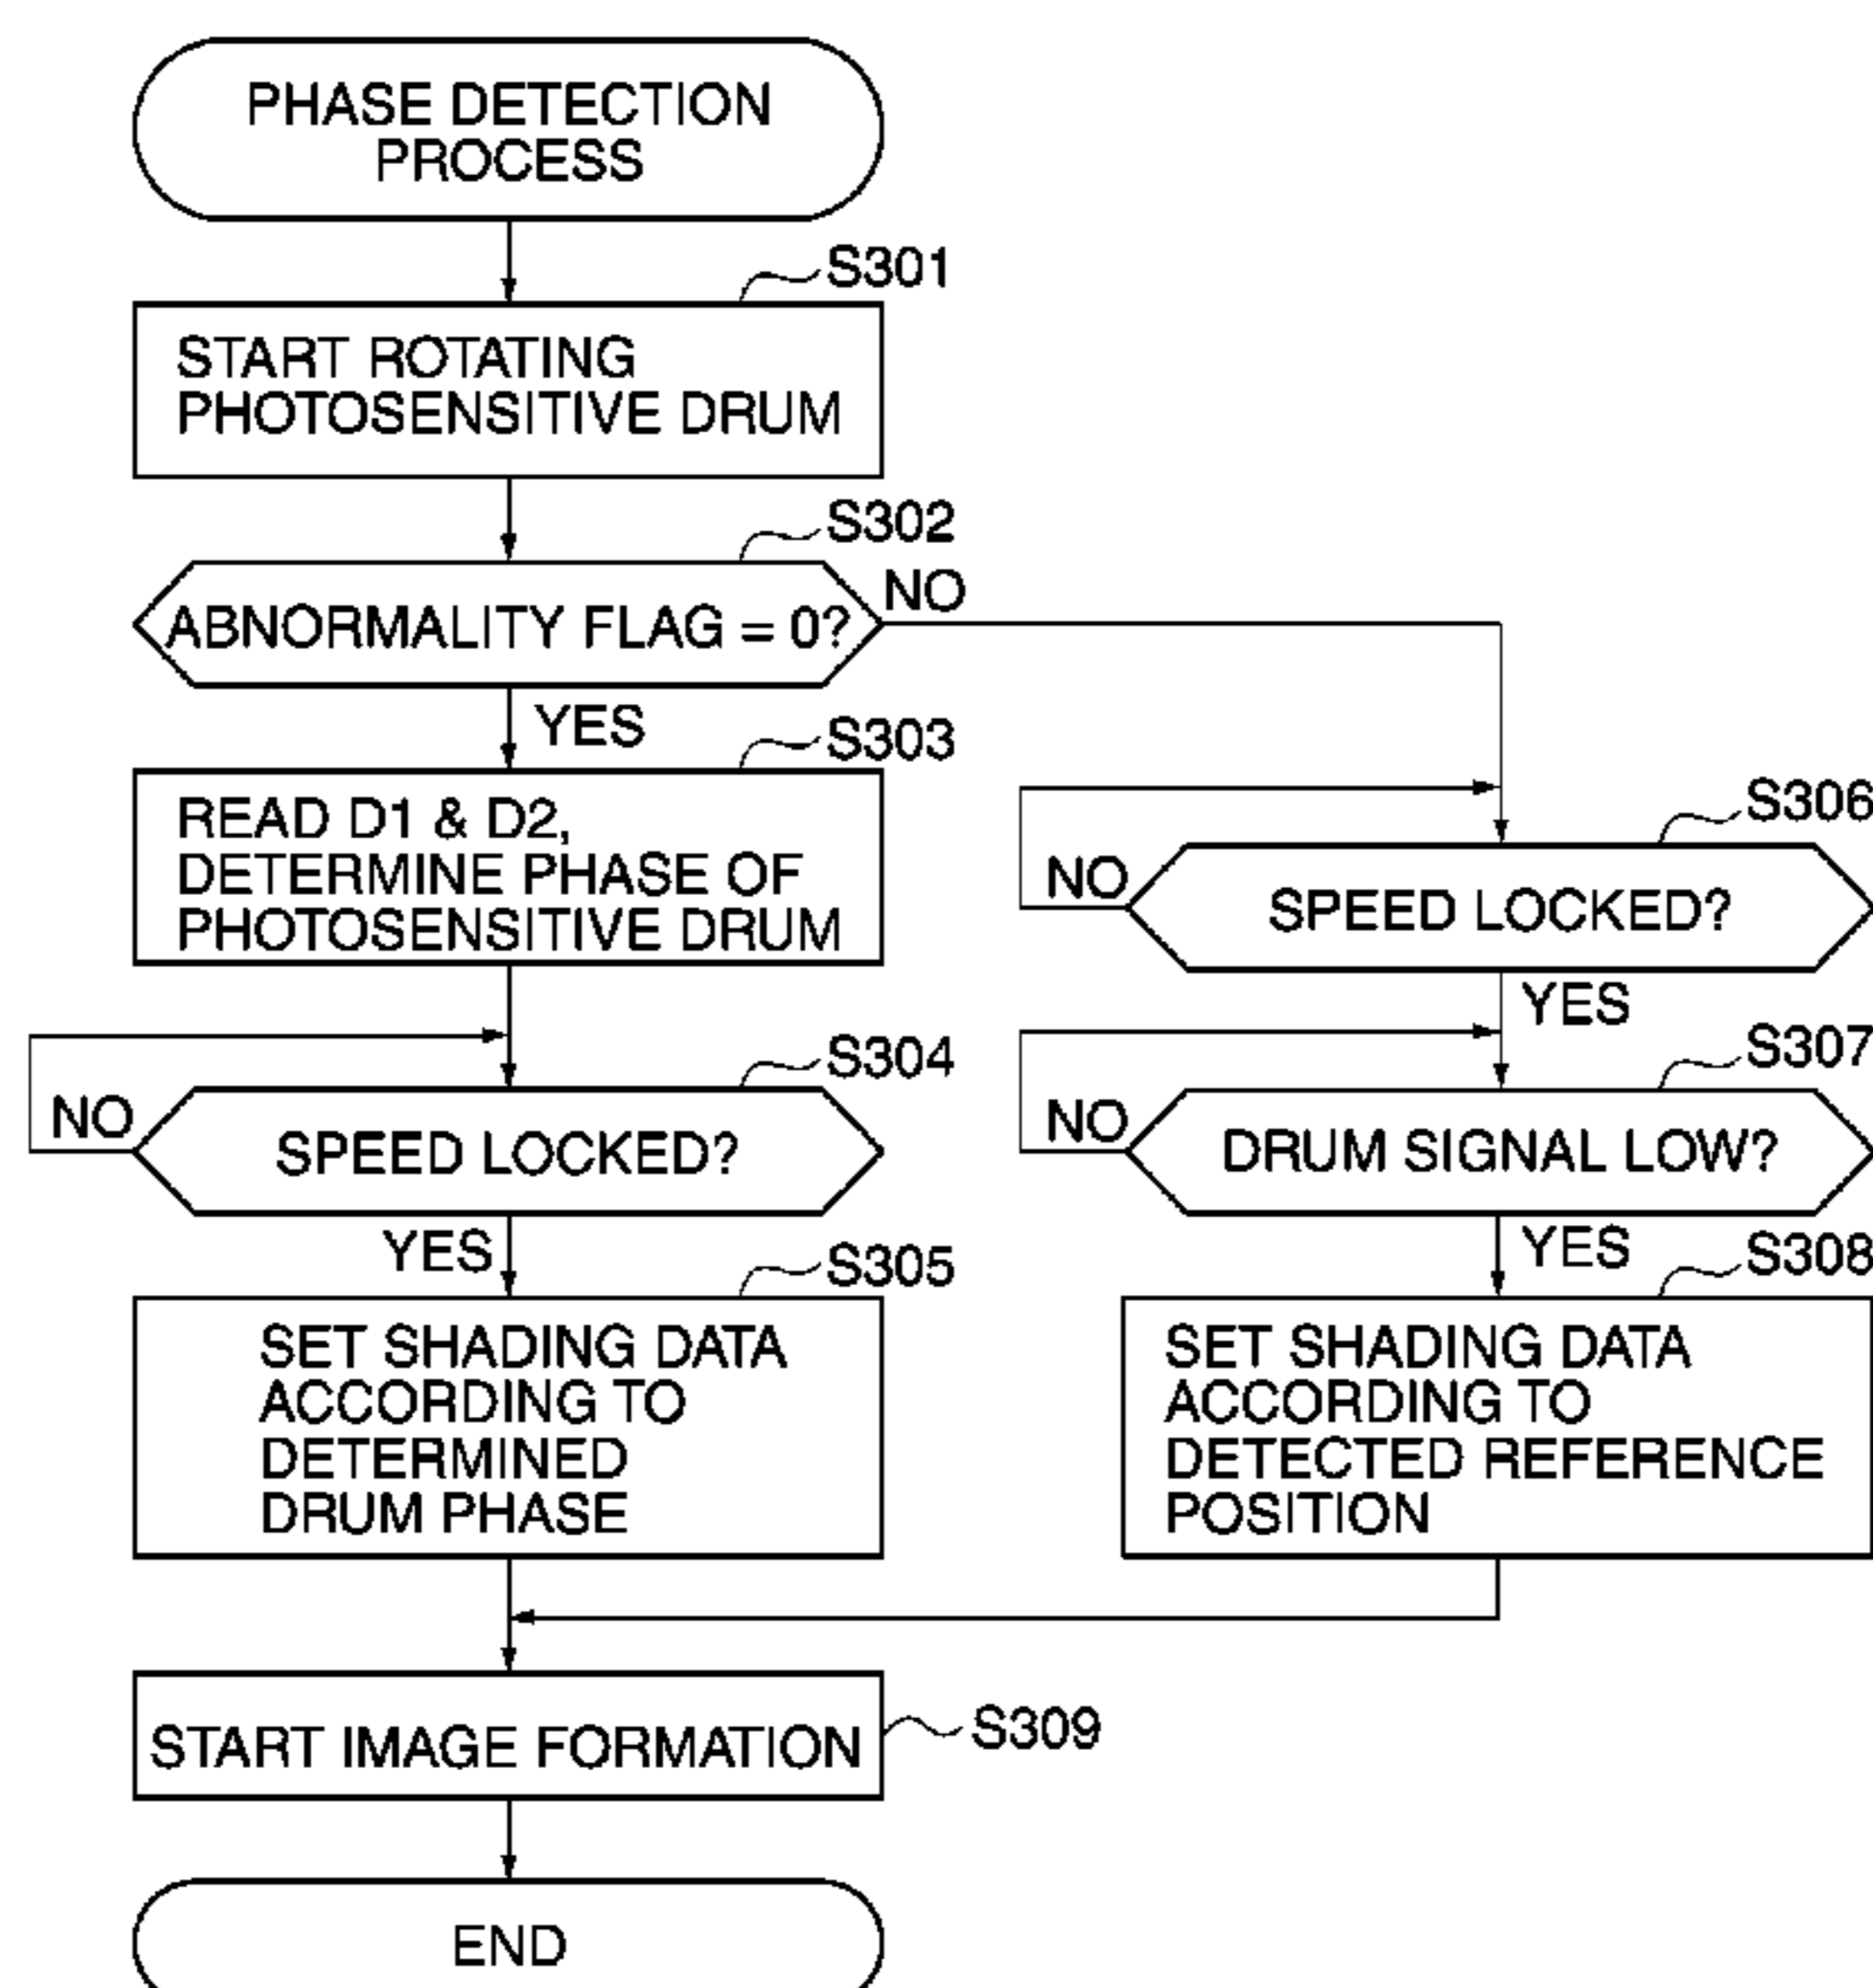 PHASE DETECTION
PROCESS
S301
START ROTATING
PHOTOSENSITIVE DRUM
S302
ABNORMALITY FLAG = 0?
NO
YES
S303
READ D1 & D2,
DETERMINE PHASE OF
PHOTOSENSITIVE DRUM
S304
NO
SPEED LOCKED?
YES
S305
SET SHADING DATA
ACCORDING TO
DETERMINED
DRUM PHASE
S306
NO
SPEED LOCKED?
YES
S307
NO
DRUM SIGNAL LOW?
YES
S308
SET SHADING DATA
ACCORDING TO
DETECTED REFERENCE
POSITION
START IMAGE FORMATION
S309
END